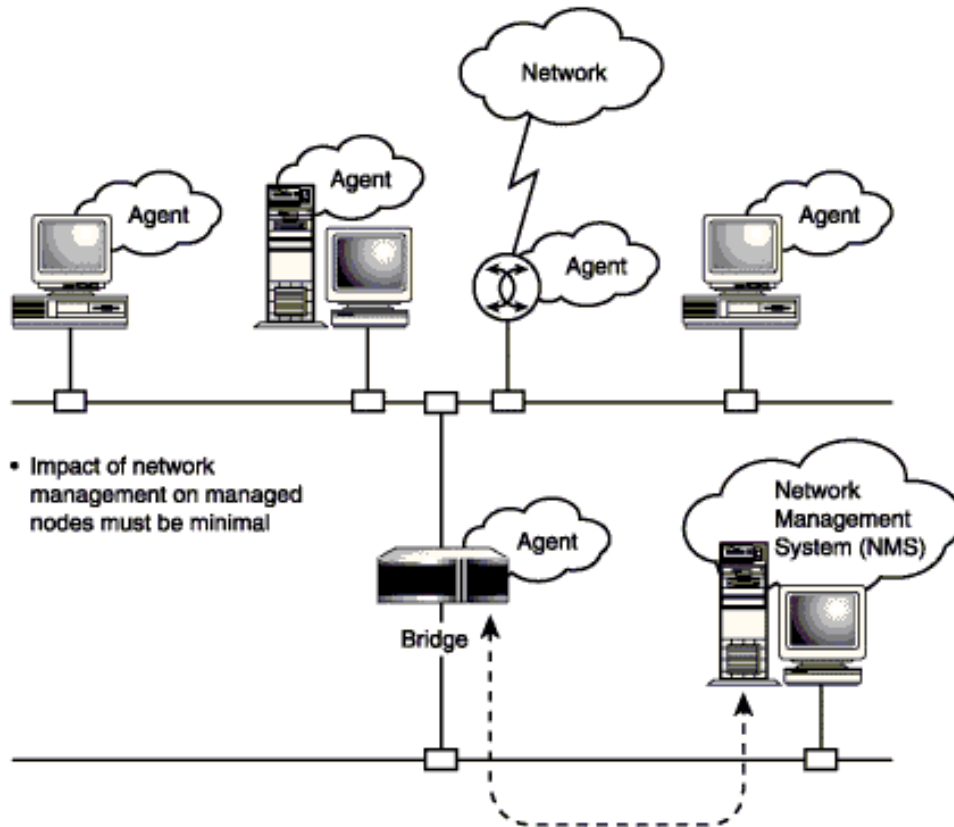 Network
Agent
Agent
Agent
Agent
• Impact of network
management on managed
nodes must be minimal
Agent
Bridge
Network
Management
System (NMS)